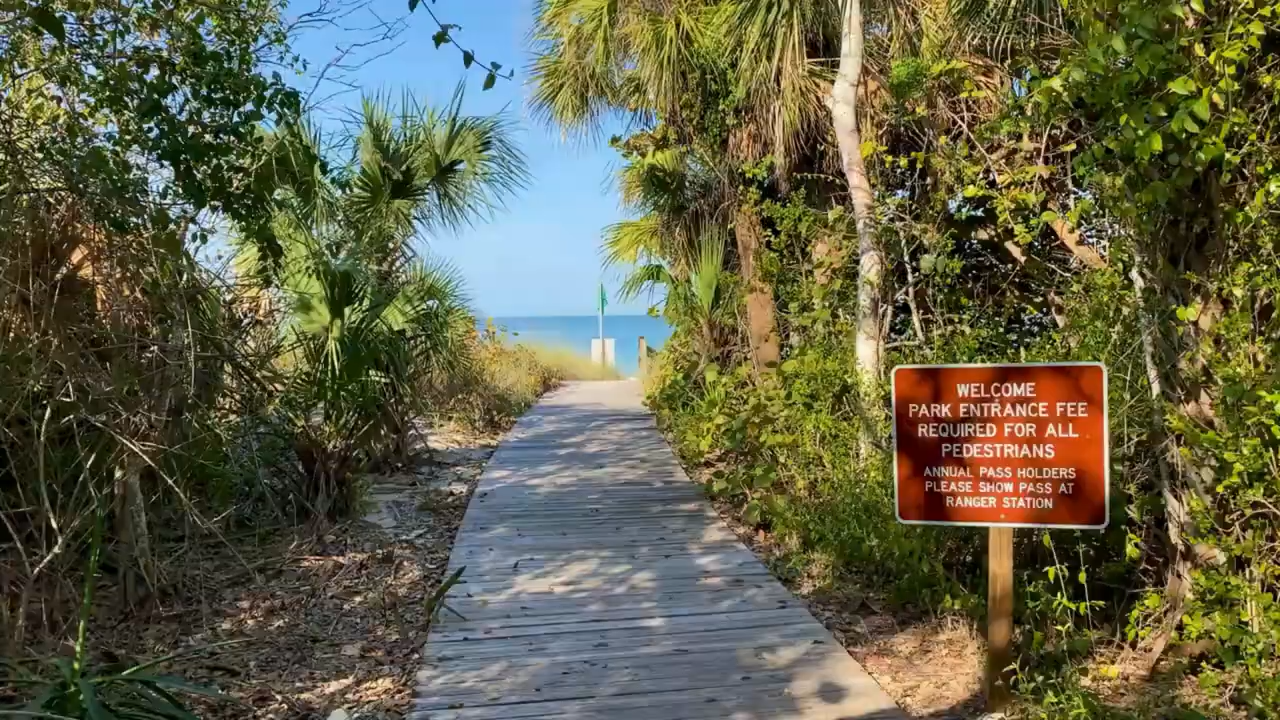 WELCOME
PARK ENTRANCE FEE
REQUIRED FOR ALL
PEDESTRIANS
ANNUAL PASS HOLDERS
PLEASE SHOW PASS AT
RANGER STATION